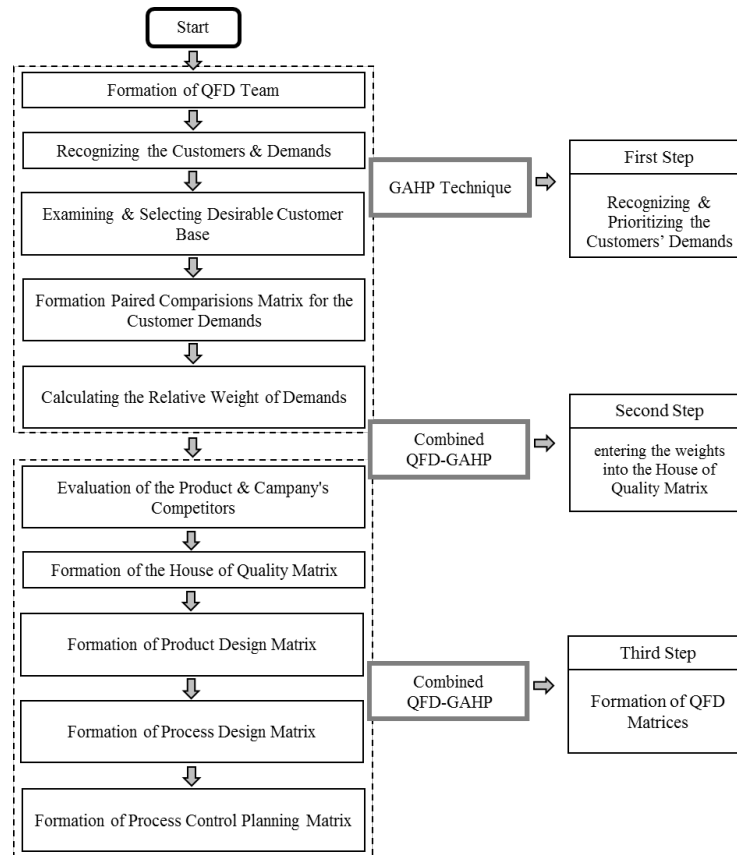 Start
Formation of QFD Team
Recognizing the Customers & Demands
Examining & Selecting Desirable Customer
Base
Formation Paired Comparisions Matrix for the
Customer Demands
Calculating the Relative Weight of Demands
Evaluation of the Product & Campany's
Competitors
Formation of the House of Quality Matrix
Formation of Product Design Matrix
Formation of Process Design Matrix
Formation of Process Control Planning Matrix
GAHP Technique
First Step
Recognizing &
Prioritizing the
Customers’ Demands
Combined
QFD-GAHP
Second Step
entering the weights
into the House of
Quality Matrix
Combined
QFD-GAHP
Third Step
Formation of QFD
Matrices